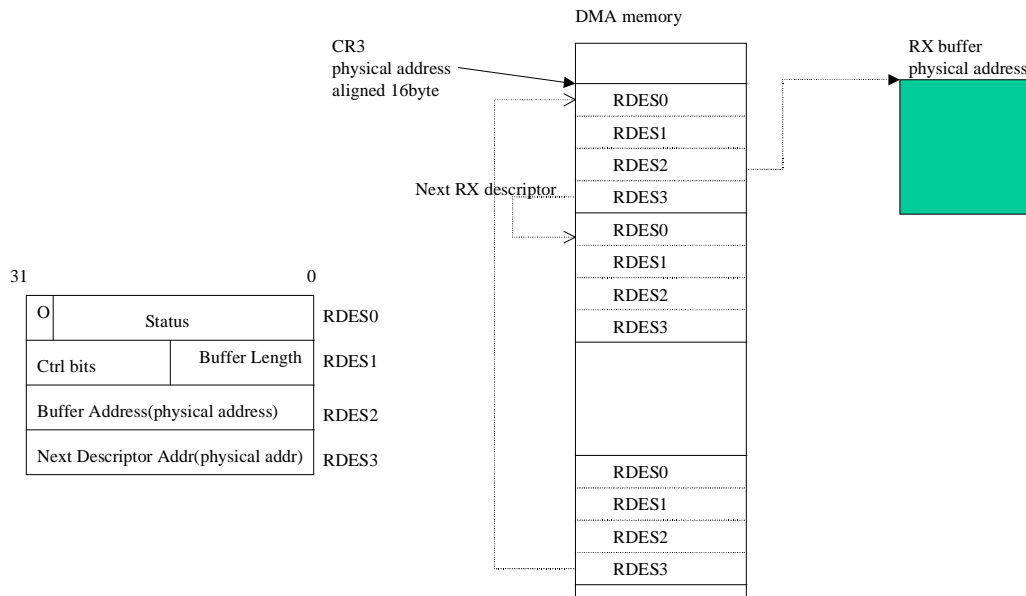 DMA memory
CR3
physical address
aligned 16byte
RX buffer
physical address
RDES0
RDES1
RDES2
Next RX descriptor
RDES3
RDES0
RDES1
RDES2
RDES3
31 0
O Status RDES0
Ctrl bits Buffer Length RDES1
Buffer Address(physical address) RDES2
Next Descriptor Addr(physical addr) RDES3
RDES0
RDES1
RDES2
RDES3